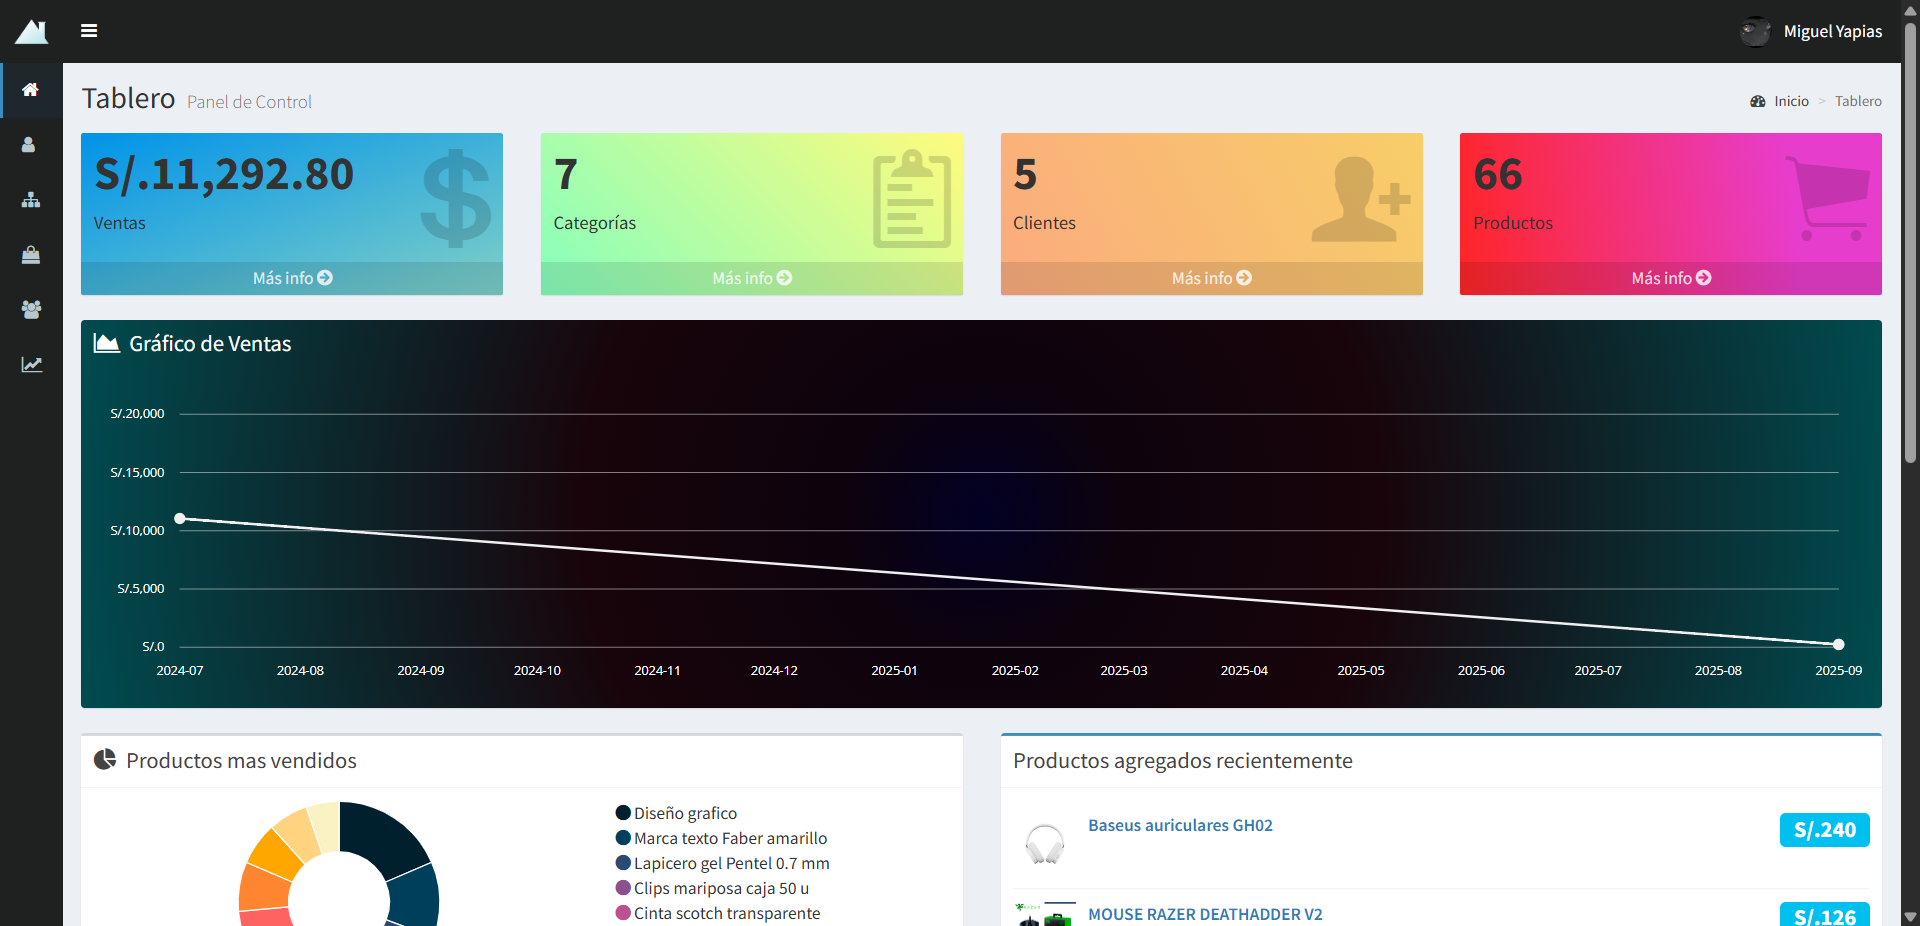 Miguel Yapias
Tablero Panel de Control
Inicio > Tablero
S/.11,292.80
Ventas
Más info
7
Categorías
Más info
5
Clientes
Más info
66
Productos
Más info
Gráfico de Ventas
S/.20,000
S/.15,000
S/.10,000
S/.5,000
S/.0
2024-07 2024-08 2024-09 2024-10 2024-11 2024-12 2025-01 2025-02 2025-03 2025-04 2025-05 2025-06 2025-07 2025-08 2025-09
Productos mas vendidos
Diseño grafico
Marca texto Faber amarillo
Lapicero gel Pentel 0.7 mm
Clips mariposa caja 50 u
Cinta scotch transparente
Productos agregados recientemente
Baseus auriculares GH02
S/.240
MOUSE RAZER DEATHADDER V2
S/.126